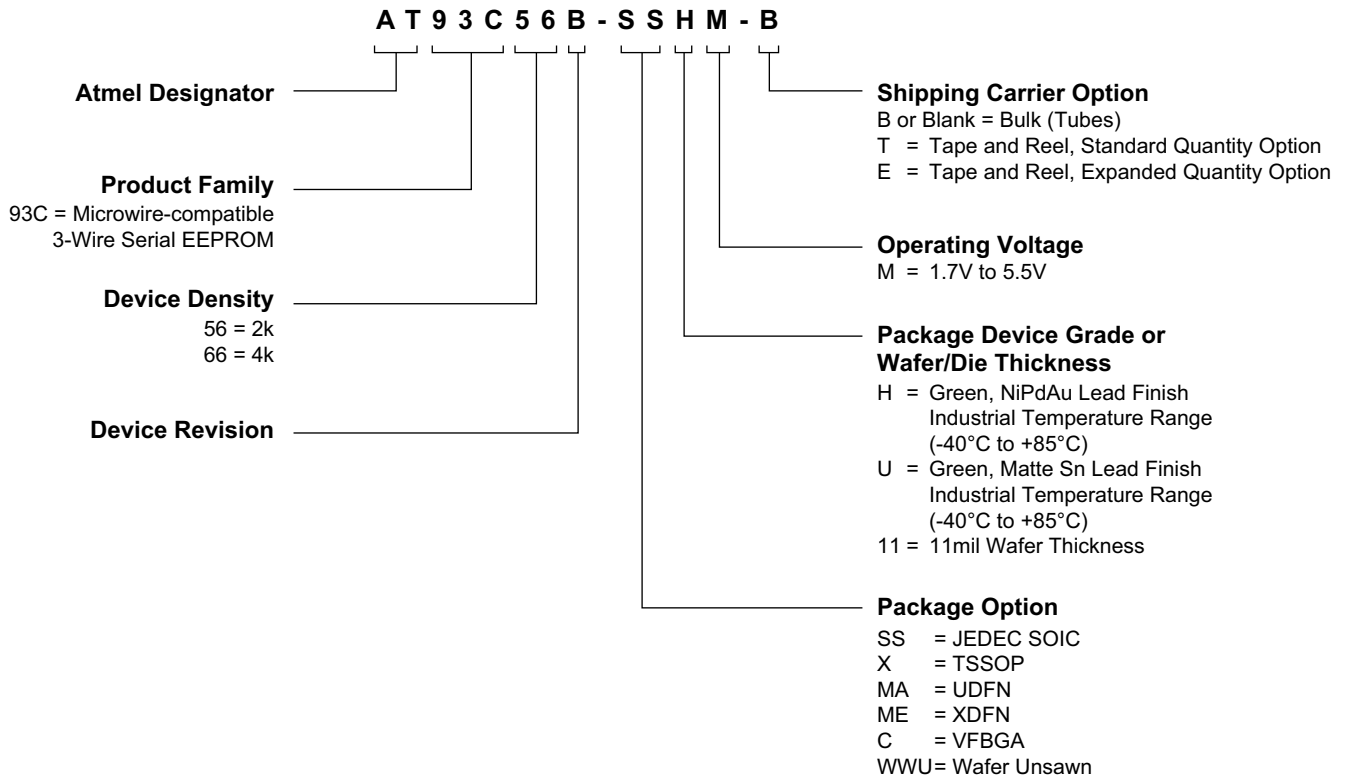 AT93C56B-SSHM-B
Atmel Designator
Product Family
93C = Microwire-compatible
3-Wire Serial EEPROM
Device Density
56 = 2k
66 = 4k
Device Revision
Shipping Carrier Option
B or Blank = Bulk (Tubes)
T = Tape and Reel, Standard Quantity Option
E = Tape and Reel, Expanded Quantity Option
Operating Voltage
M = 1.7V to 5.5V
Package Device Grade or
Wafer/Die Thickness
H = Green, NiPdAu Lead Finish
Industrial Temperature Range
(-40°C to +85°C)
U = Green, Matte Sn Lead Finish
Industrial Temperature Range
(-40°C to +85°C)
11 = 11mil Wafer Thickness
Package Option
SS = JEDEC SOIC
X = TSSOP
MA = UDFN
ME = XDFN
C = VFBGA
WWU= Wafer Unsawn